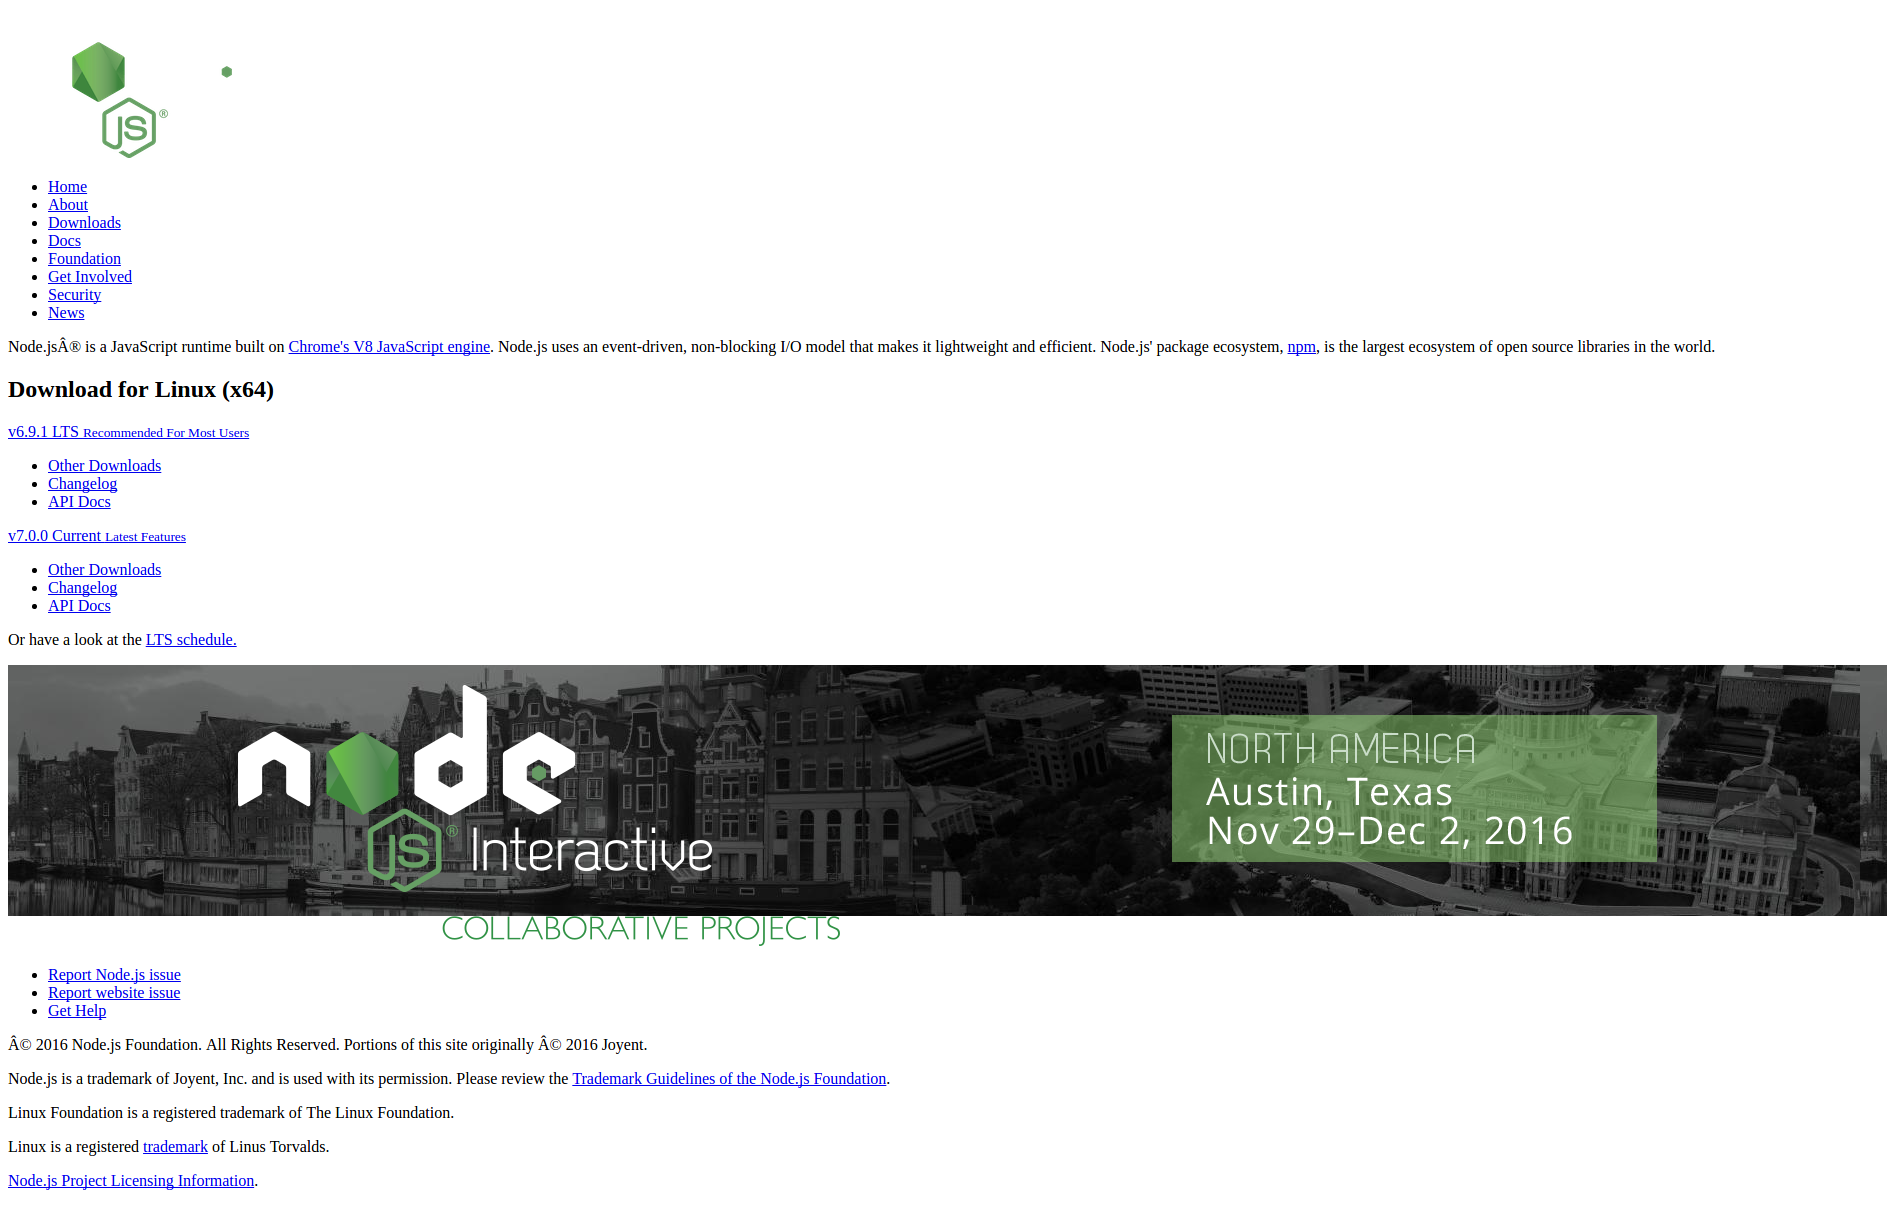 JS®
Home
About
Downloads
Docs
Foundation
Get Involved
Security
News
Node.jsÂ® is a JavaScript runtime built on Chrome's V8 JavaScript engine. Node.js uses an event-driven, non-blocking I/O model that makes it lightweight and efficient. Node.js' package ecosystem, npm, is the largest ecosystem of open source libraries in the world.
Download for Linux (x64)
v6.9.1 LTS Recommended For Most Users
Other Downloads
Changelog
API Docs
v7.0.0 Current Latest Features
Other Downloads
Changelog
API Docs
Or have a look at the LTS schedule.
node
JS® Interactive
NORTH AMERICA
Austin, Texas
Nov 29–Dec 2, 2016
COLLABORATIVE PROJECTS
Report Node.js issue
Report website issue
Get Help
Â© 2016 Node.js Foundation. All Rights Reserved. Portions of this site originally Â© 2016 Joyent.
Node.js is a trademark of Joyent, Inc. and is used with its permission. Please review the Trademark Guidelines of the Node.js Foundation.
Linux Foundation is a registered trademark of The Linux Foundation.
Linux is a registered trademark of Linus Torvalds.
Node.js Project Licensing Information.